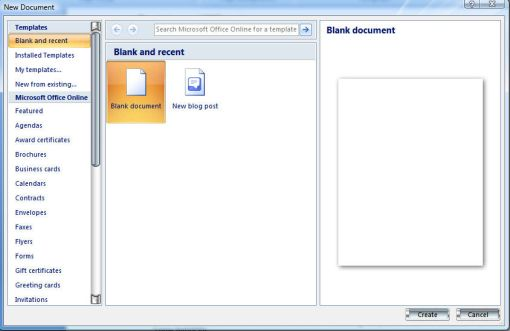 New Document
Templates
Blank and recent
Installed Templates
My templates...
New from existing...
Microsoft Office Online
Featured
Agendas
Award certificates
Brochures
Business cards
Calendars
Contracts
Envelopes
Faxes
Flyers
Forms
Gift certificates
Greeting cards
Invitations
Search Microsoft Office Online for a template
Blank and recent
Blank document
New blog post
Blank document
Create
Cancel